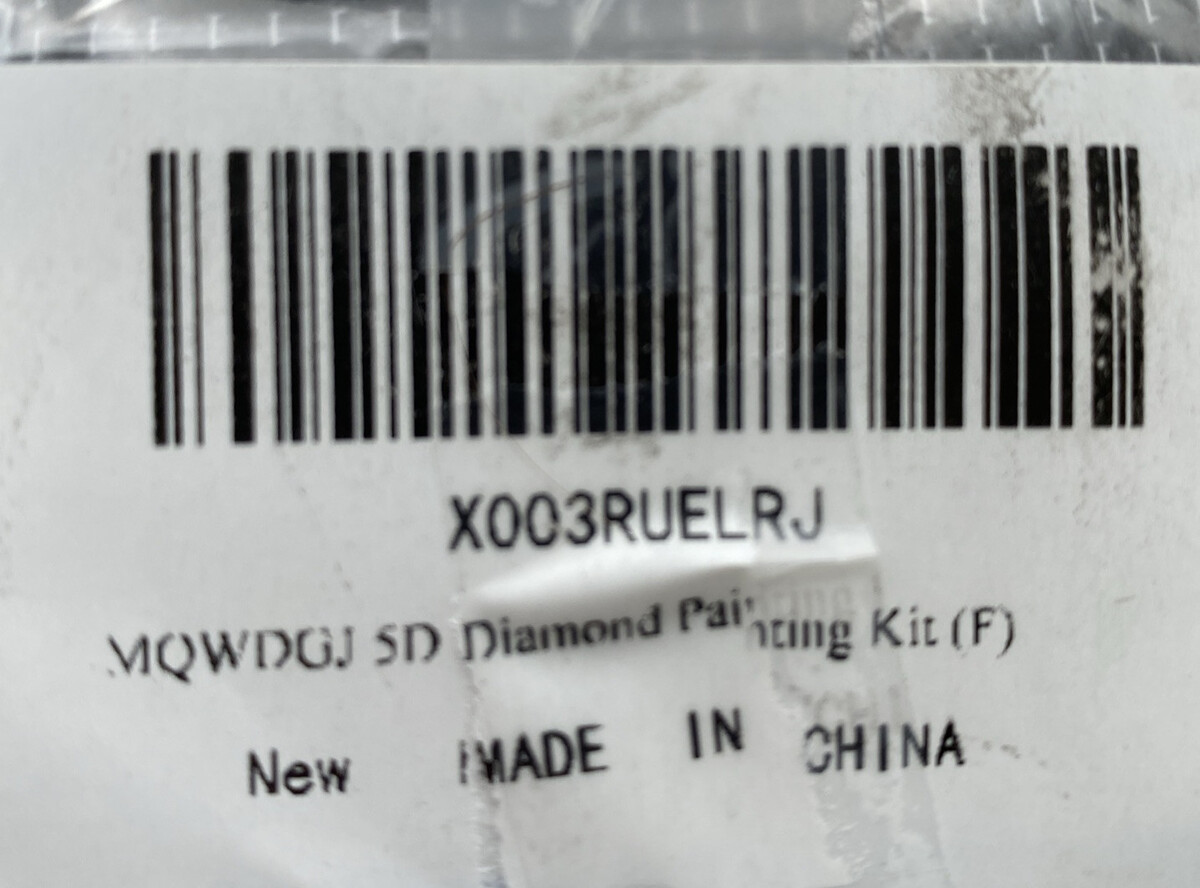 X003RUELRJ
MQWDGJ 5D Diamond Painting Kit (F)
New MADE IN CHINA